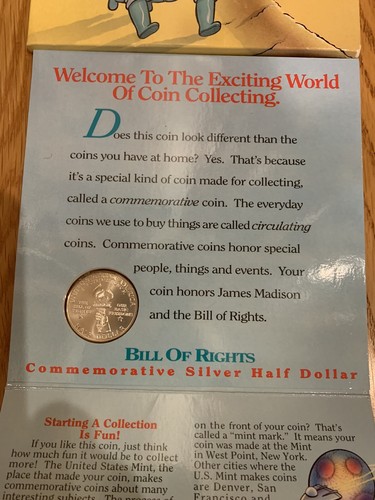 Welcome To The Exciting World
Of Coin Collecting.
Does this coin look different than the
coins you have at home? Yes. That's because
it's a special kind of coin made for collecting,
called a commemorative coin. The everyday
coins we use to buy things are called circulating
coins. Commemorative coins honor special
people, things and events. Your
coin honors James Madison
and the Bill of Rights.
BILL OF RIGHTS
Commemorative Silver Half Dollar
Starting A Collection
Is Fun!
If you like this coin, just think
how much fun it would be to collect
more! The United States Mint, the
place that made your coin, makes
commemorative coins about many
interesting subjects. The process of
on the front of your coin? That's
called a "mint mark." It means your
coin was made at the Mint
in West Point, New York.
Other cities where the
U.S. Mint makes coins
are Denver, San
Francisco and